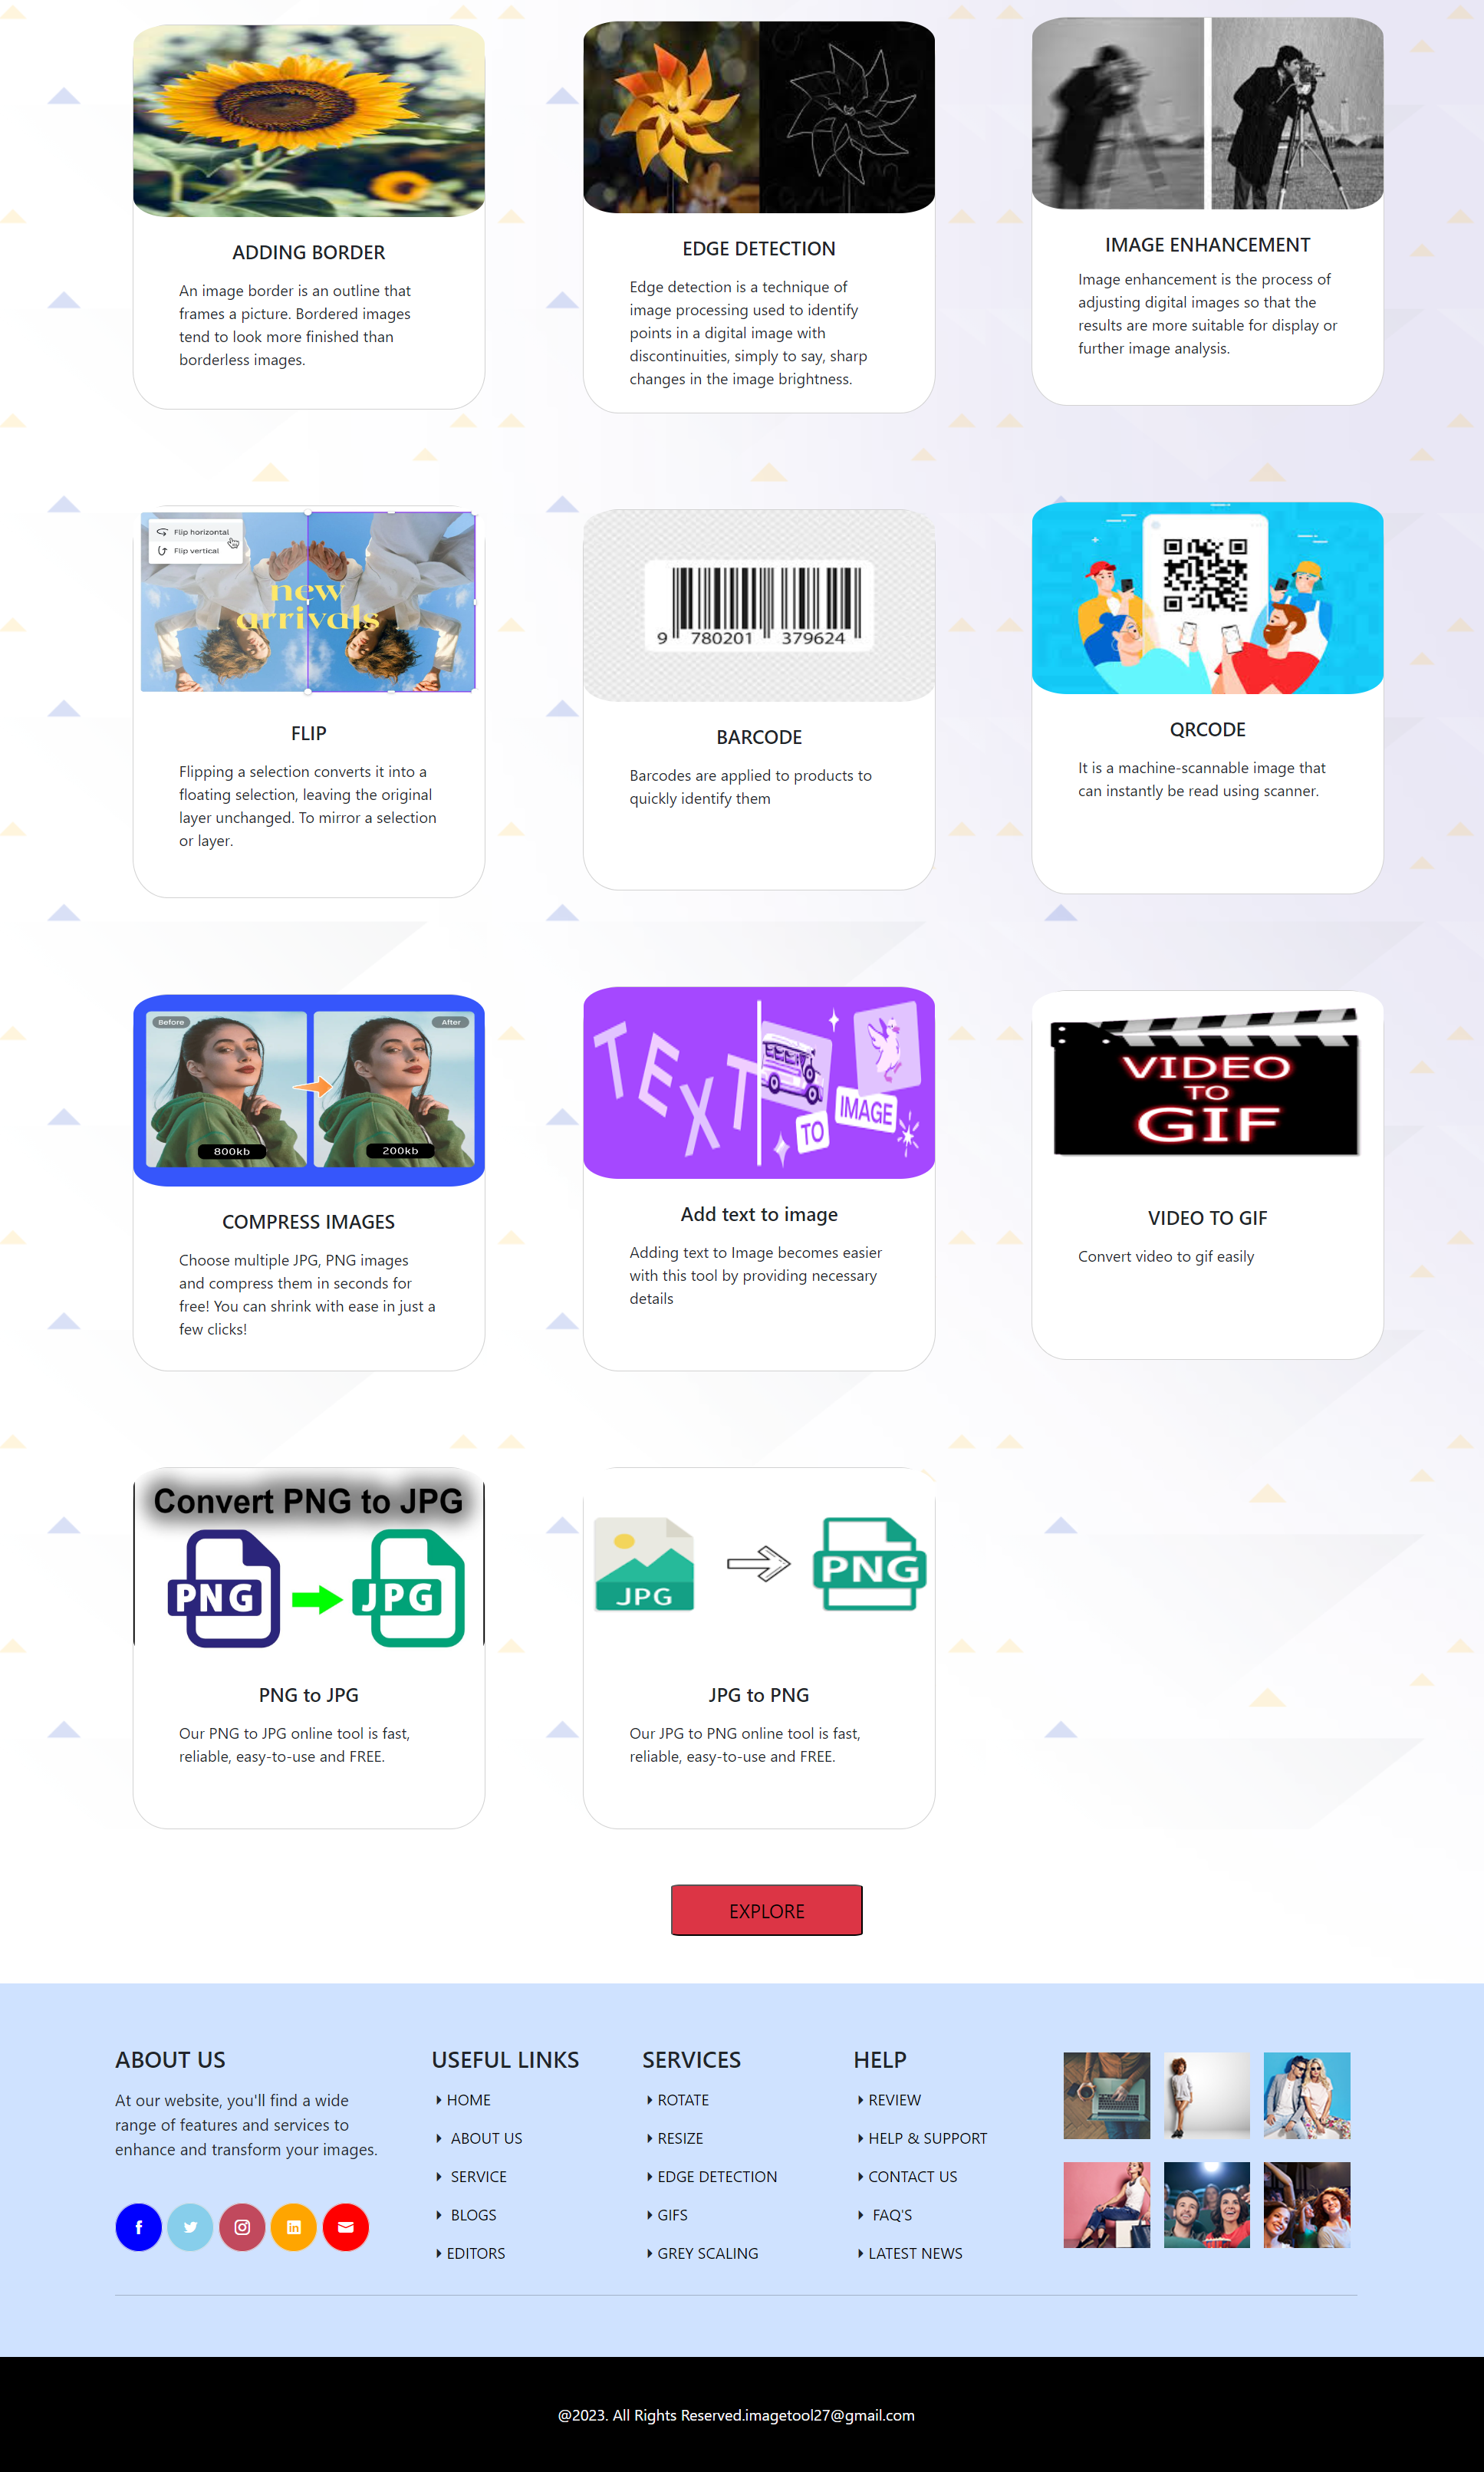 ADDING BORDER
An image border is an outline that
frames a picture. Bordered images
tend to look more finished than
borderless images.
EDGE DETECTION
Edge detection is a technique of
image processing used to identify
points in a digital image with
discontinuities, simply to say, sharp
changes in the image brightness.
IMAGE ENHANCEMENT
Image enhancement is the process of
adjusting digital images so that the
results are more suitable for display or
further image analysis.
Flip horizontal
Flip vertical
new
arrivals
FLIP
Flipping a selection converts it into a
floating selection, leaving the original
layer unchanged. To mirror a selection
or layer.
9 780201 379624
BARCODE
Barcodes are applied to products to
quickly identify them
QRCODE
It is a machine-scannable image that
can instantly be read using scanner.
Before
After
800kb
200kb
COMPRESS IMAGES
Choose multiple JPG, PNG images
and compress them in seconds for
free! You can shrink with ease in just a
few clicks!
TEXT
TO
IMAGE
Add text to image
Adding text to Image becomes easier
with this tool by providing necessary
details
VIDEO
TO
GIF
VIDEO TO GIF
Convert video to gif easily
Convert PNG to JPG
PNG
JPG
PNG to JPG
Our PNG to JPG online tool is fast,
reliable, easy-to-use and FREE.
JPG
PNG
JPG to PNG
Our JPG to PNG online tool is fast,
reliable, easy-to-use and FREE.
EXPLORE
ABOUT US
At our website, you'll find a wide
range of features and services to
enhance and transform your images.
USEFUL LINKS
HOME
ABOUT US
SERVICE
BLOGS
EDITORS
SERVICES
ROTATE
RESIZE
EDGE DETECTION
GIFS
GREY SCALING
HELP
REVIEW
HELP & SUPPORT
CONTACT US
FAQ'S
LATEST NEWS
@2023. All Rights Reserved.imagetool27@gmail.com